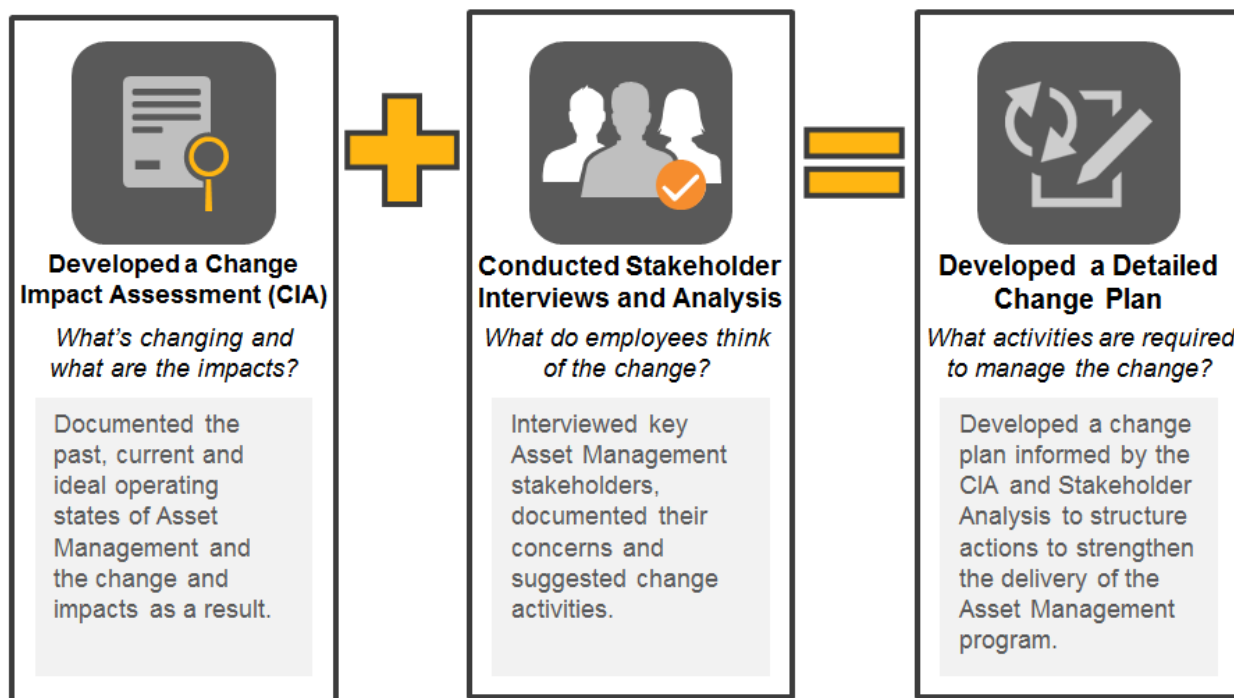 Developed a Change
Impact Assessment (CIA)
What's changing and
what are the impacts?
Documented the
past, current and
ideal operating
states of Asset
Management and
the change and
impacts as a result.
Conducted Stakeholder
Interviews and Analysis
What do employees think
of the change?
Interviewed key
Asset Management
stakeholders,
documented their
concerns and
suggested change
activities.
Developed a Detailed
Change Plan
What activities are required
to manage the change?
Developed a change
plan informed by the
CIA and Stakeholder
Analysis to structure
actions to strengthen
the delivery of the
Asset Management
program.